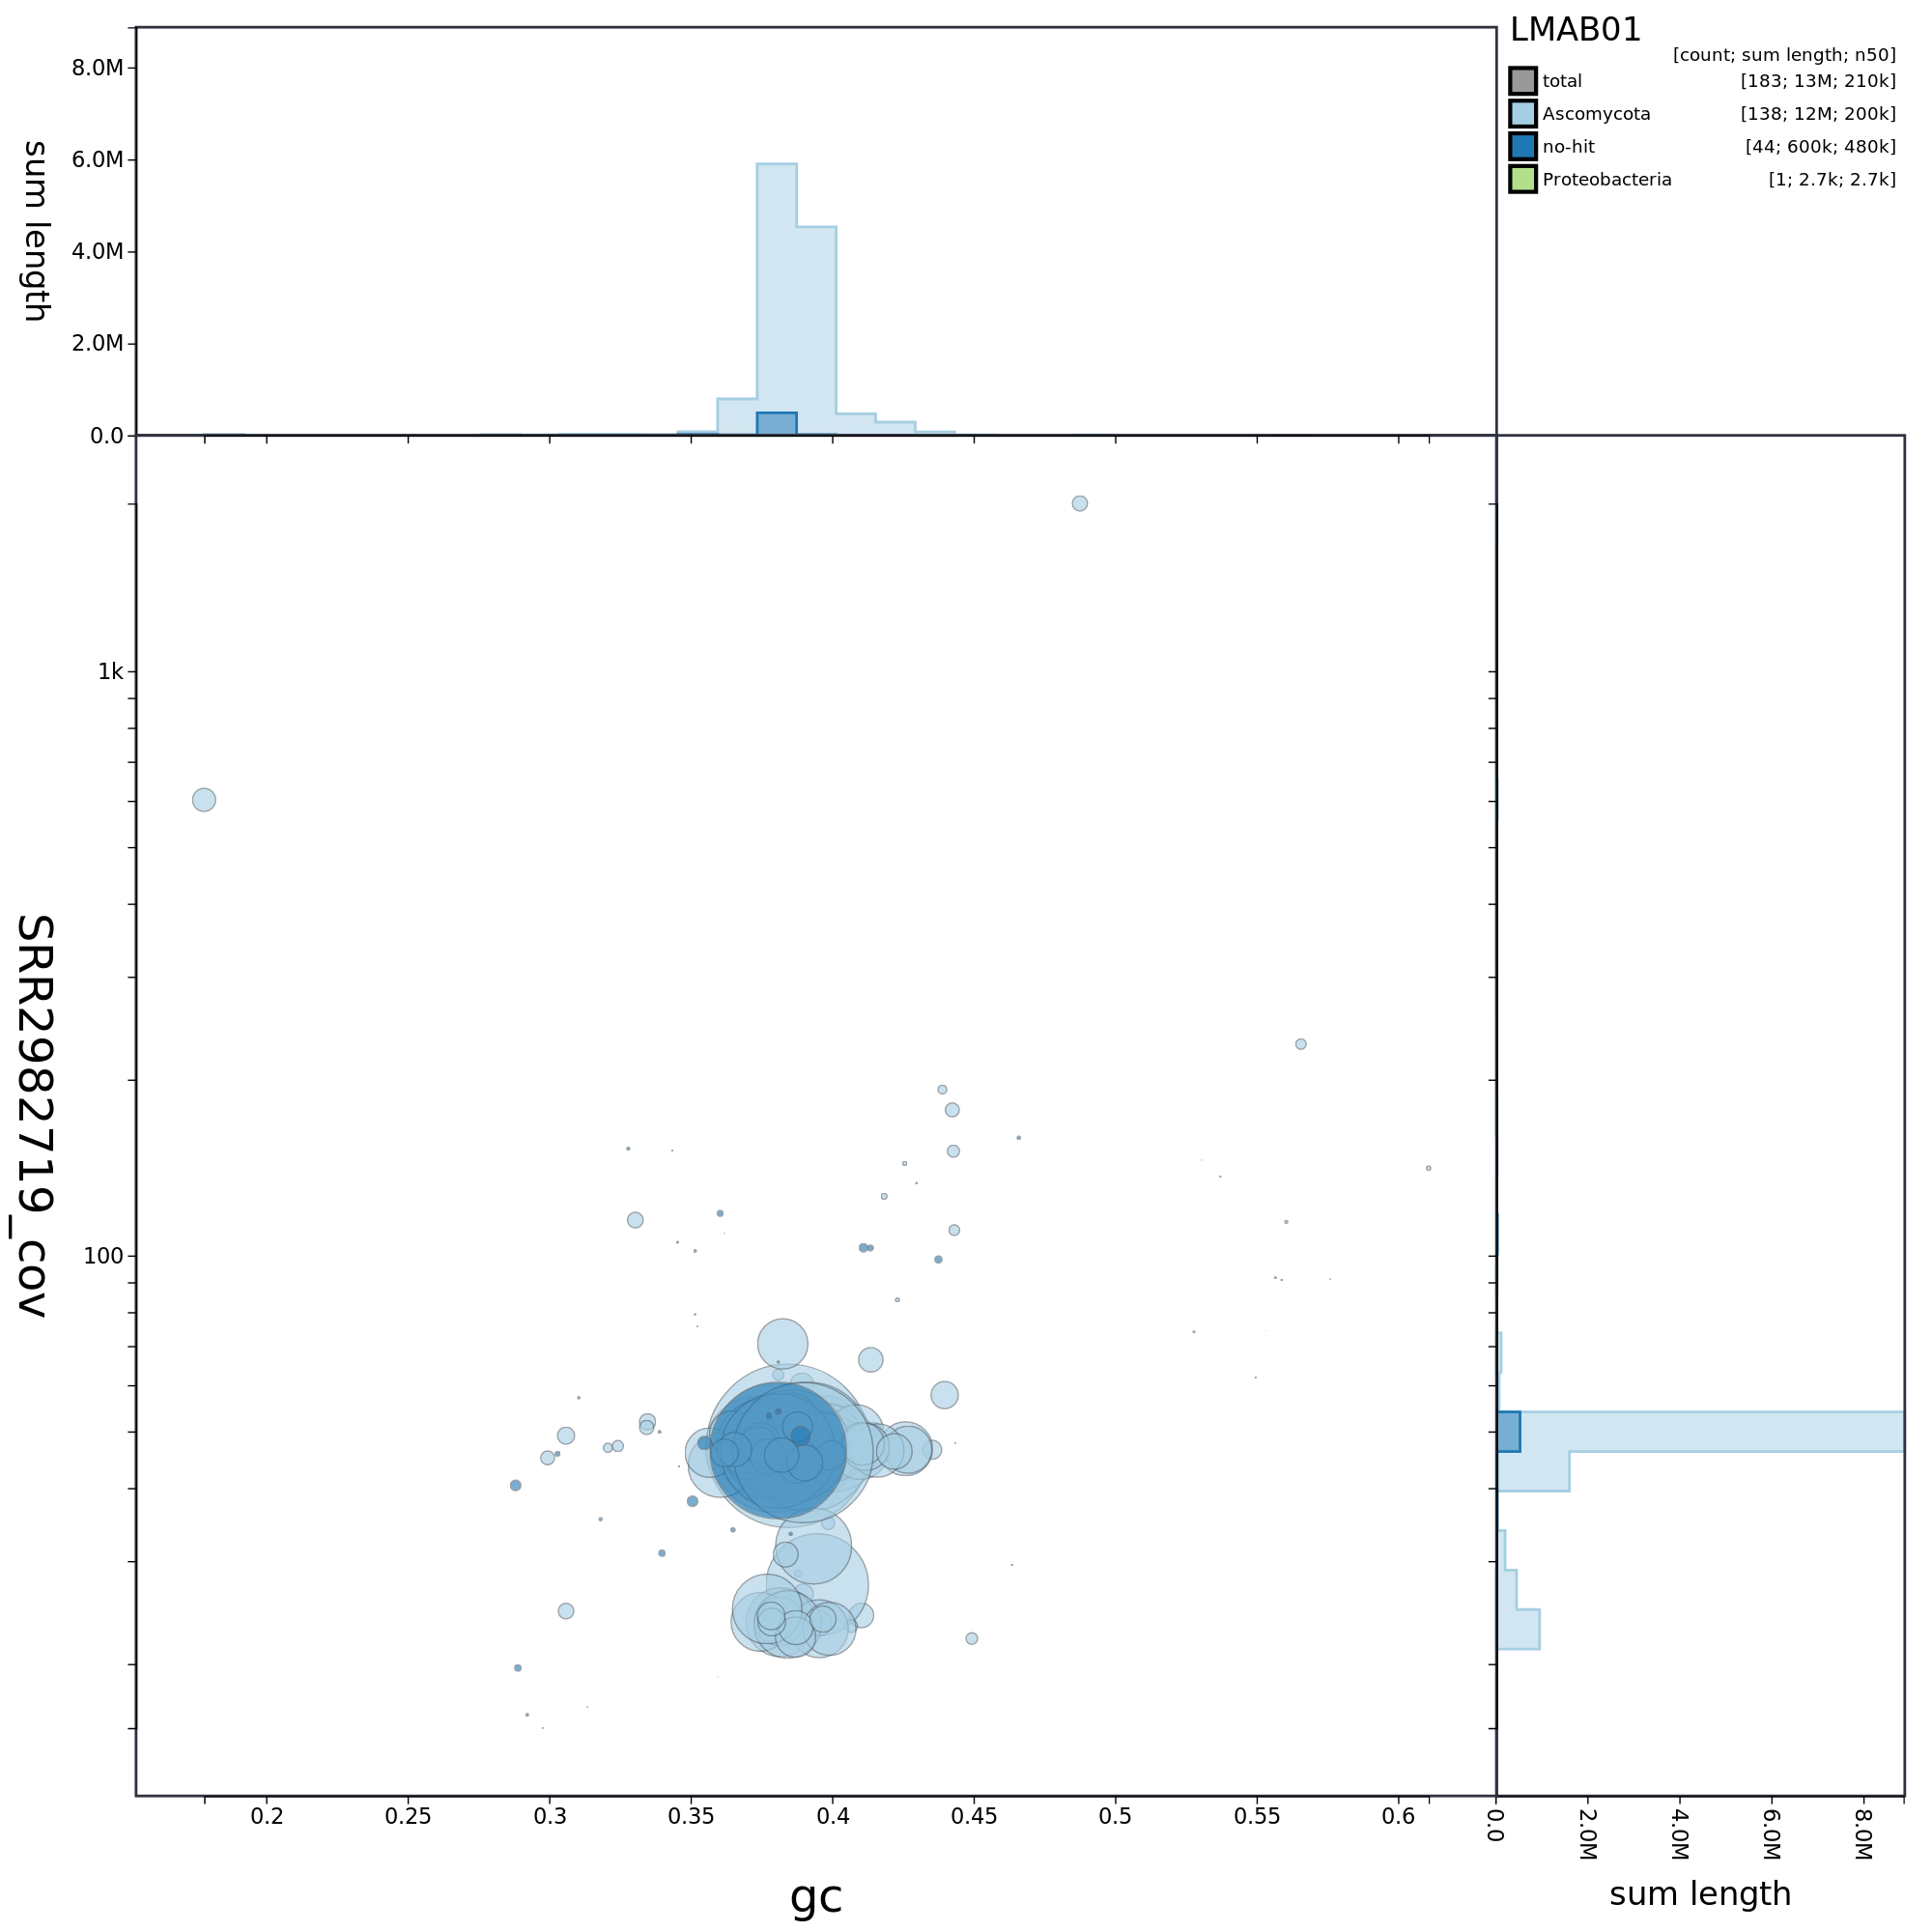 LMAB01
[count; sum length; n50]
total [183; 13M; 210k]
Ascomycota [138; 12M; 200k]
no-hit [44; 600k; 480k]
Proteobacteria [1; 2.7k; 2.7k]
sum length
8.0M
6.0M
4.0M
2.0M
0.0
SRR2982719_cov
1k
100
0.2 0.25 0.3 0.35 0.4 0.45 0.5 0.55 0.6
gc
0.0 2.0M 4.0M 6.0M 8.0M
sum length